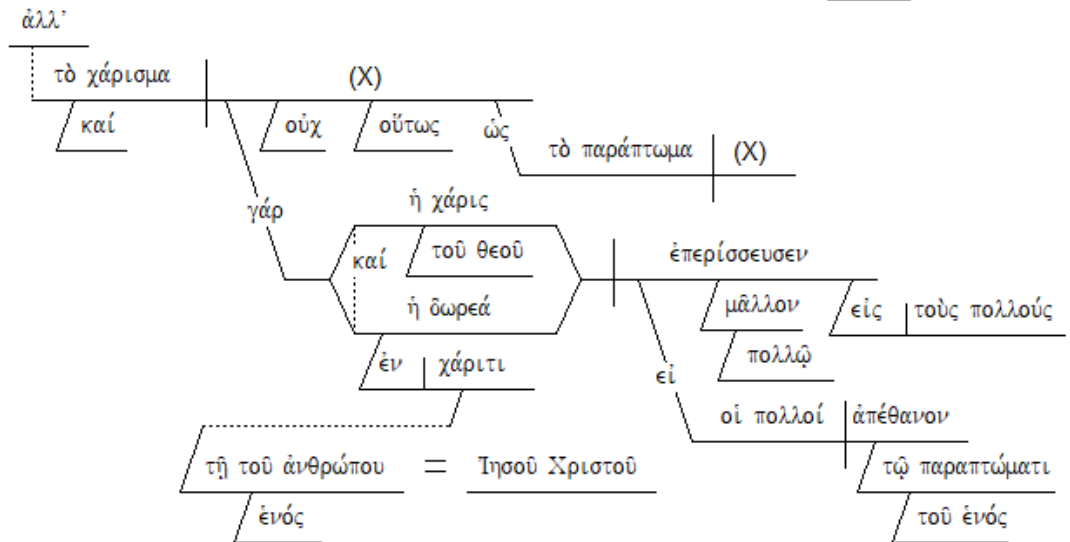 ἀλλ’
τὸ χάρισμα (X)
καί οὐχ οὕτως ὡς
τὸ παράπτωμα (X)
γάρ ἡ χάρις
καί τοῦ θεοῦ ἐπερίσσευσεν
ἡ δωρεά μᾶλλον εἰς τοὺς πολλούς
ἐν χάριτι εἰ πολλῷ
οἱ πολλοί ἀπέθανον
τῇ τοῦ ἀνθρώπου = Ἰησοῦ Χριστοῦ τῷ παραπτώματι
ἑνός τοῦ ἑνός